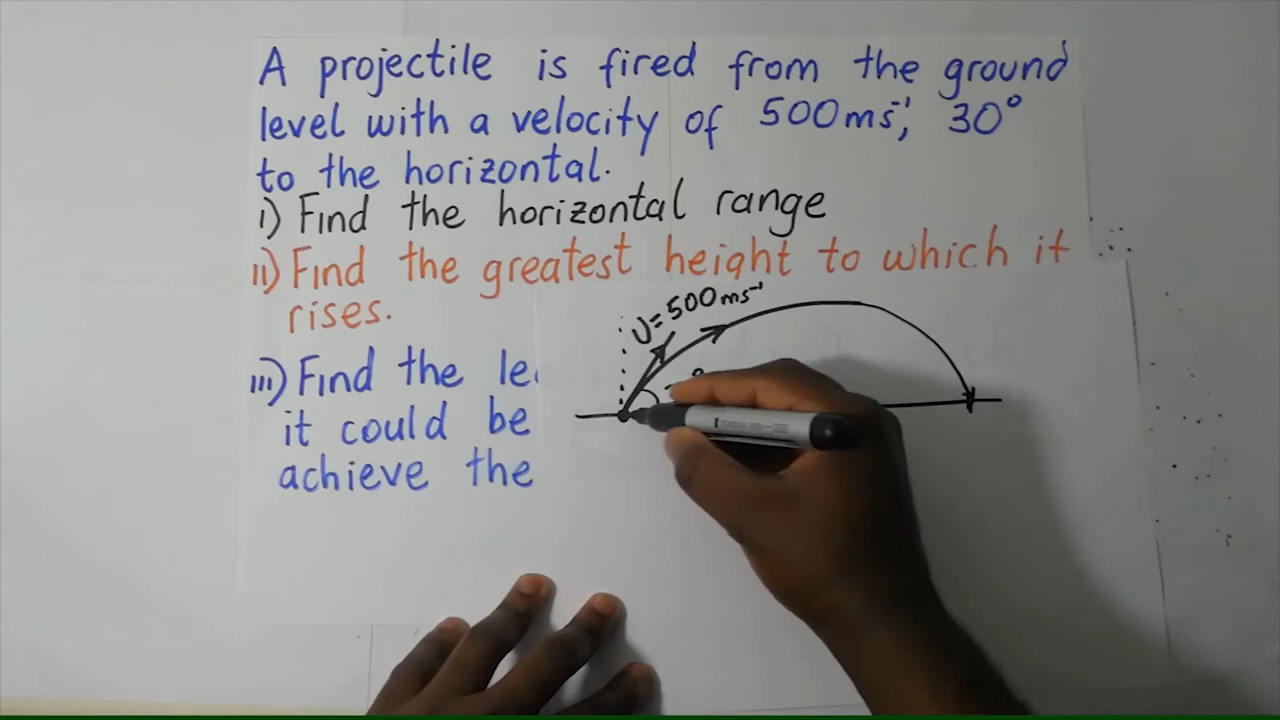 A projectile is fired from the ground
level with a velocity of 500ms⁻¹, 30°
to the horizontal.
i) Find the horizontal range
ii) Find the greatest height to which it
rises.
U=500ms⁻¹
iii) Find the
it could be
achieve the